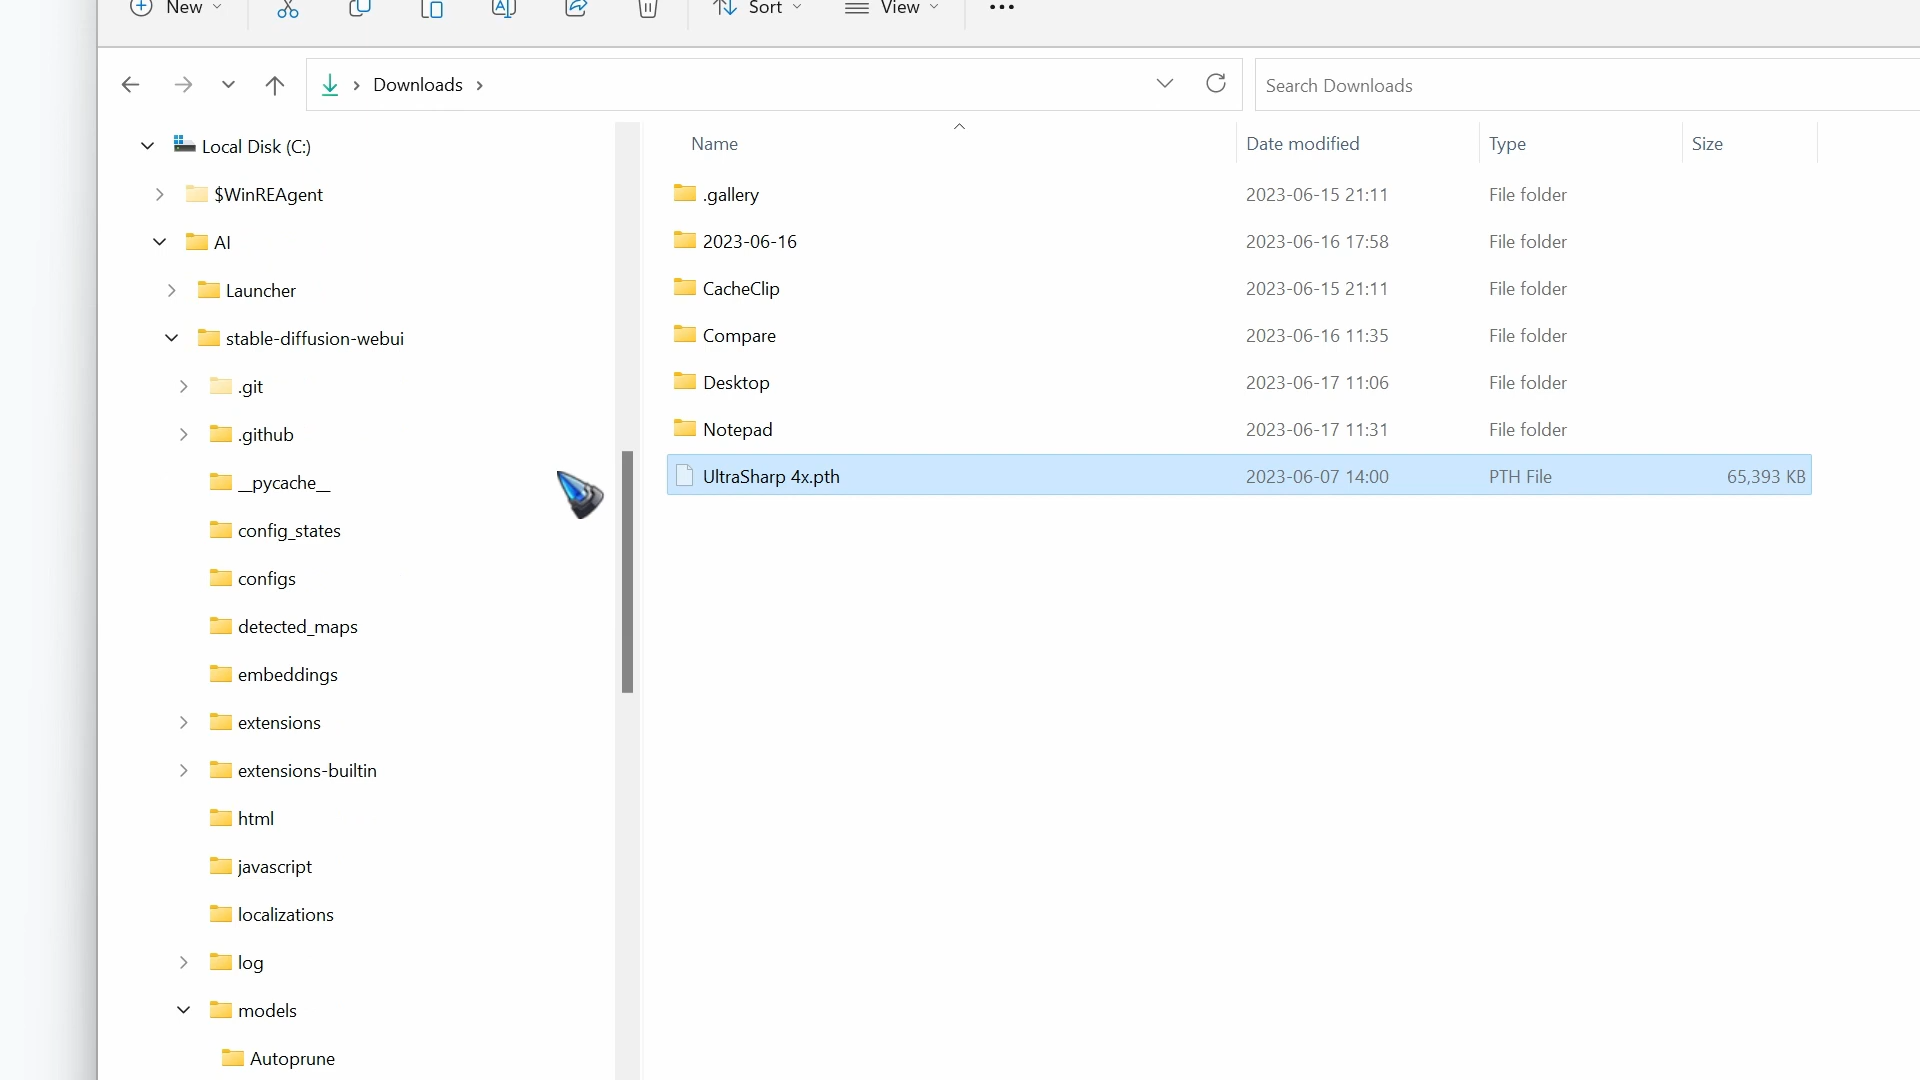 New
Sort
View
Downloads
Search Downloads
Local Disk (C:)
$WinREAgent
AI
Launcher
stable-diffusion-webui
.git
.github
__pycache__
config_states
configs
detected_maps
embeddings
extensions
extensions-builtin
html
javascript
localizations
log
models
Autoprune
Name Date modified Type Size
.gallery 2023-06-15 21:11 File folder
2023-06-16 2023-06-16 17:58 File folder
CacheClip 2023-06-15 21:11 File folder
Compare 2023-06-16 11:35 File folder
Desktop 2023-06-17 11:06 File folder
Notepad 2023-06-17 11:31 File folder
UltraSharp 4x.pth 2023-06-07 14:00 PTH File 65,393 KB